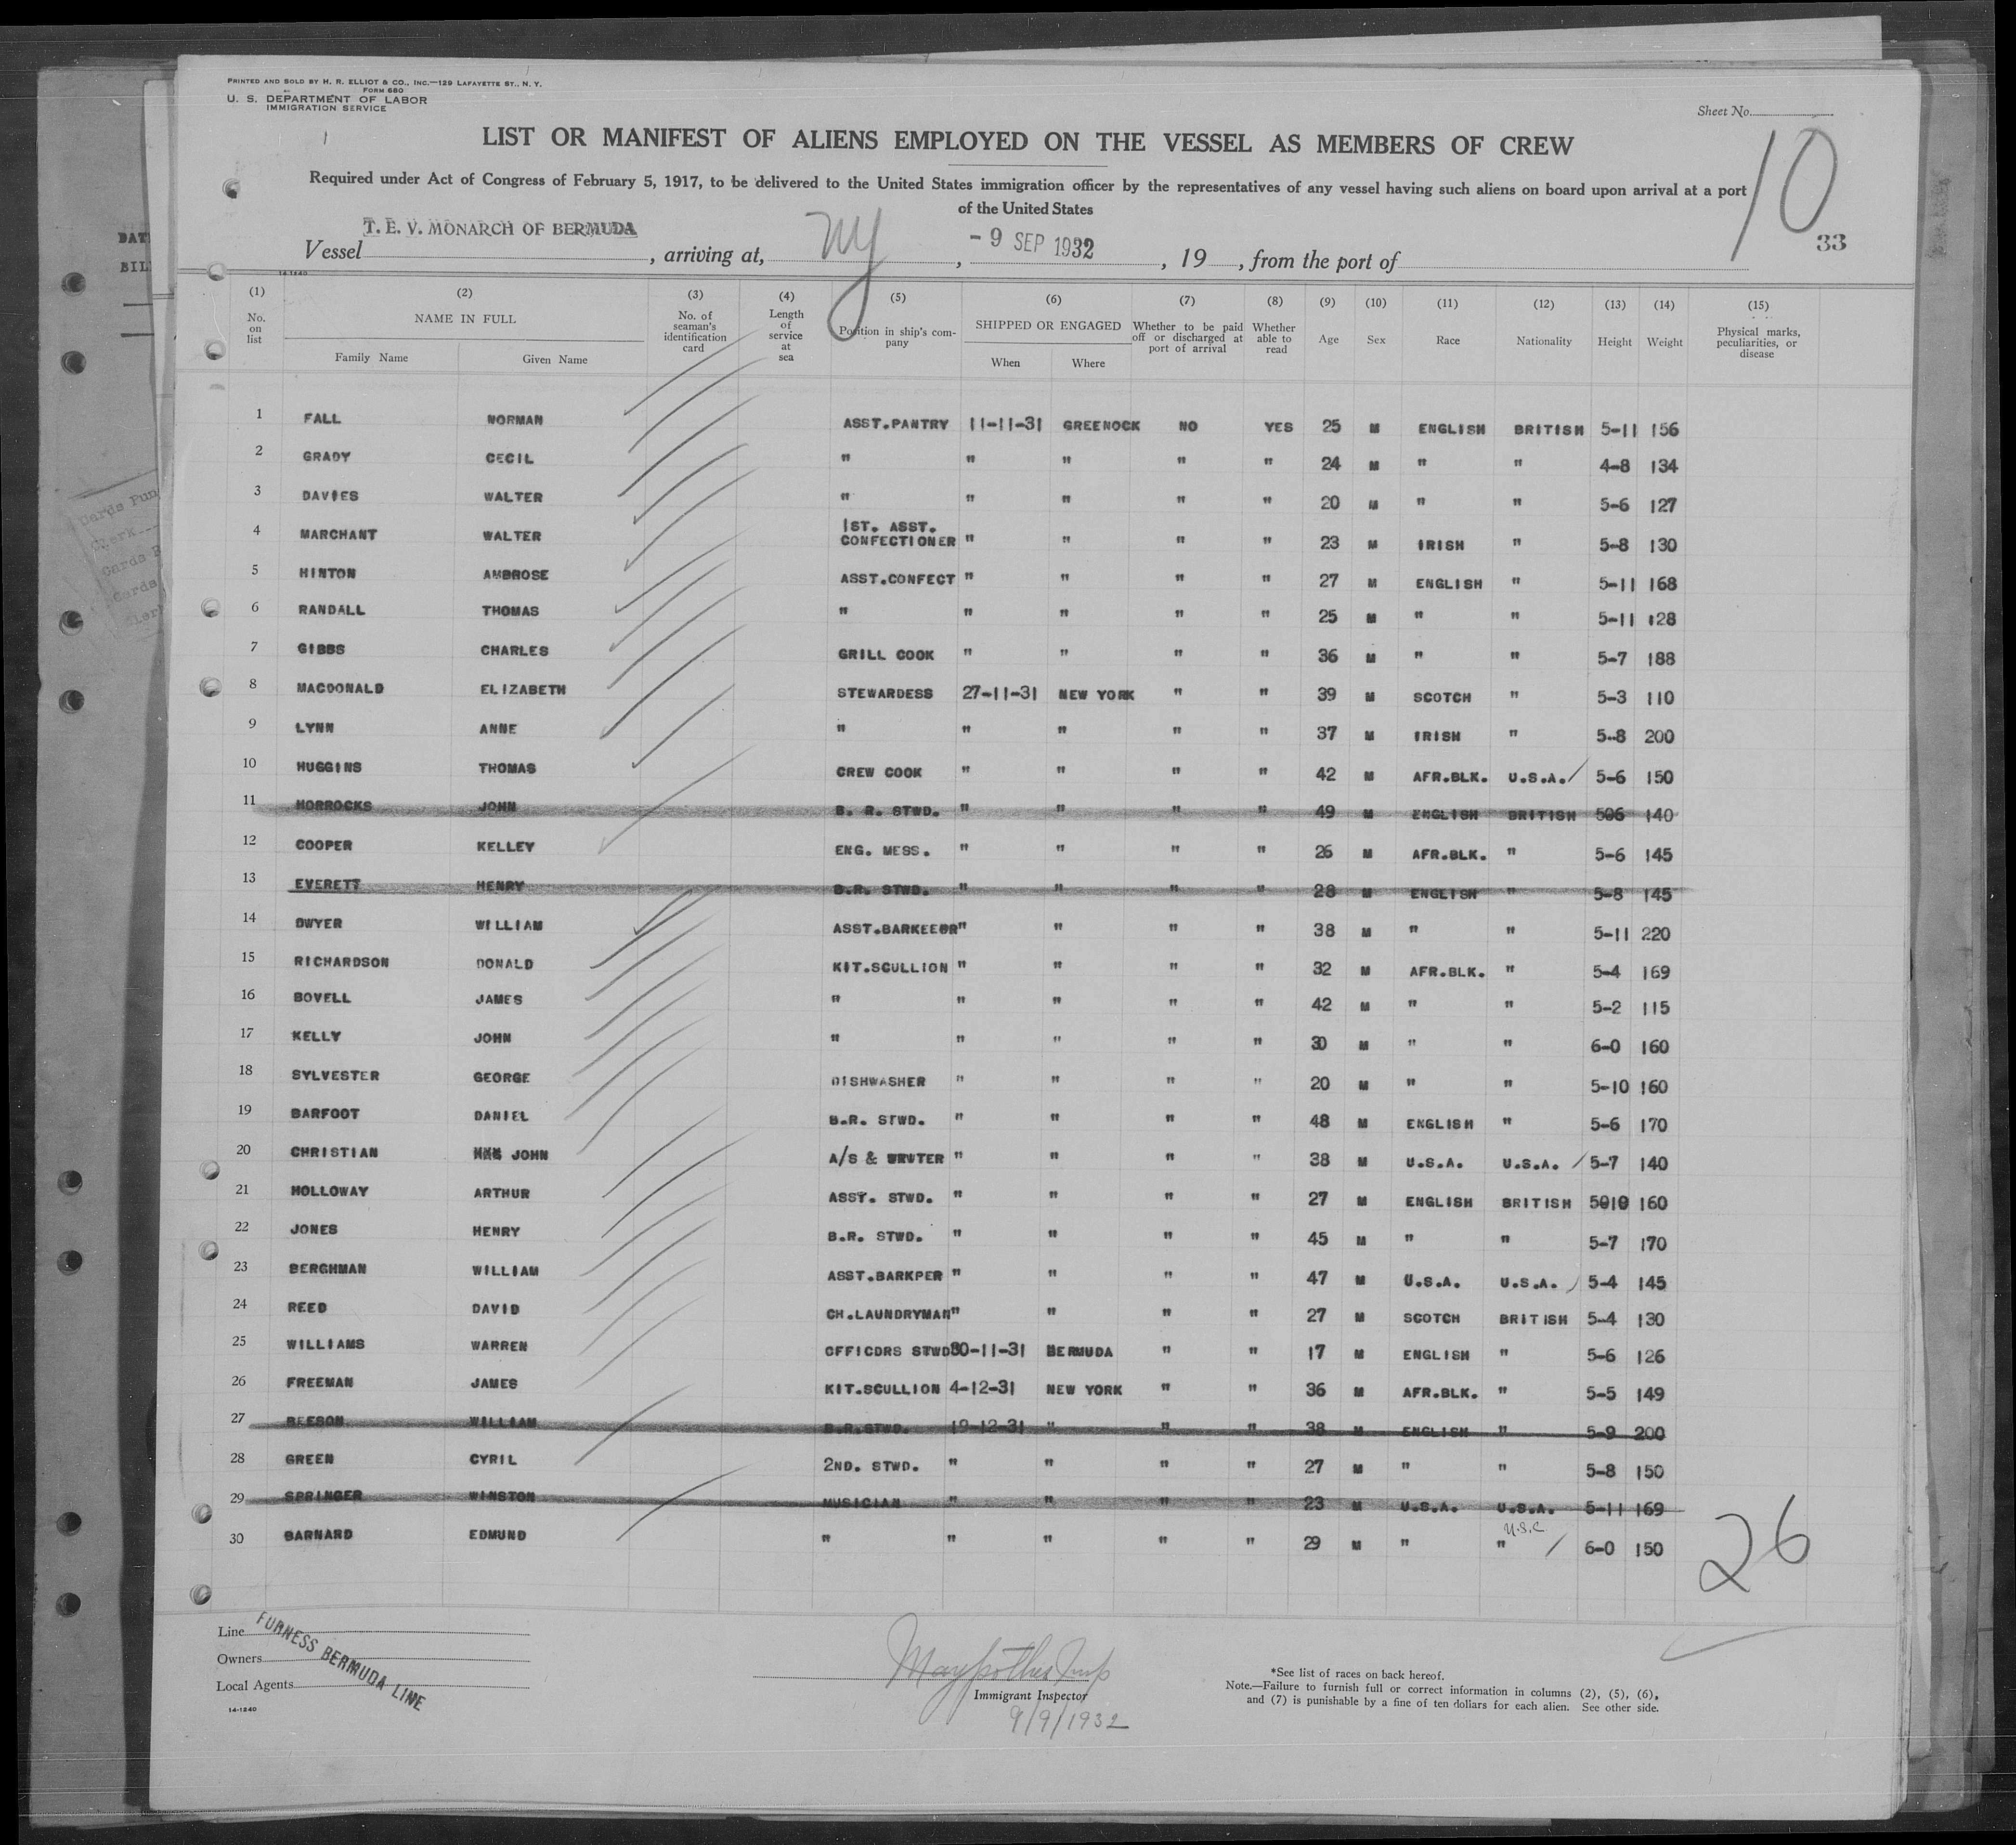 PRINTED AND SOLD BY H. R. ELLIOT & CO., INC.—129 LAFAYETTE ST., N. Y.
FORM 680
U. S. DEPARTMENT OF LABOR
IMMIGRATION SERVICE
Sheet No.
10
LIST OR MANIFEST OF ALIENS EMPLOYED ON THE VESSEL AS MEMBERS OF CREW
Required under Act of Congress of February 5, 1917, to be delivered to the United States immigration officer by the representatives of any vessel having such aliens on board upon arrival at a port
of the United States
33
Vessel T. E. V. MONARCH OF BERMUDA, arriving at, NY, - 9 SEP 1932, 19, from the port of
14-1240
(1) (2) (3) (4) (5) (6) (7) (8) (9) (10) (11) (12) (13) (14) (15)
No. on list NAME IN FULL Family Name Given Name No. of seaman's identification card Length of service at sea Position in ship's company SHIPPED OR ENGAGED When Where Whether to be paid off or discharged at port of arrival Whether able to read Age Sex Race Nationality Height Weight Physical marks, peculiarities, or disease
1 FALL NORMAN ASST.PANTRY 11-11-31 GREENOCK NO YES 25 M ENGLISH BRITISH 5-11 156
2 GRADY CECIL " " " " " 24 M " " 4-8 134
3 DAVIES WALTER " " " " " 20 M " " 5-6 127
4 MARCHANT WALTER 1ST. ASST. CONFECTIONER " " " " 23 M IRISH " 5-8 130
5 HINTON AMBROSE ASST.CONFECT " " " " 27 M ENGLISH " 5-11 168
6 RANDALL THOMAS " " " " " 25 M " " 5-11 128
7 GIBBS CHARLES GRILL COOK " " " " 36 M " " 5-7 188
8 MACDONALD ELIZABETH STEWARDESS 27-11-31 NEW YORK " " 39 M SCOTCH " 5-3 110
9 LYNN ANNE " " " " " 37 M IRISH " 5-8 200
10 HUGGINS THOMAS CREW COOK " " " " 42 M AFR.BLK. U.S.A. 5-6 150
11 HORROCKS JOHN B. R. STWD. " " " " 49 M ENGLISH BRITISH 506 140
12 COOPER KELLEY ENG. MESS. " " " " 26 M AFR.BLK. " 5-6 145
13 EVERETT HENRY B.R. STWD. " " " " 28 M ENGLISH " 5-8 145
14 DWYER WILLIAM ASST.BARKEEPR " " " " 38 M " " 5-11 220
15 RICHARDSON DONALD KIT.SCULLION " " " " 32 M AFR.BLK. " 5-4 169
16 BOVELL JAMES " " " " " 42 M " " 5-2 115
17 KELLY JOHN " " " " " 30 M " " 6-0 160
18 SYLVESTER GEORGE DISHWASHER " " " " 20 M " " 5-10 160
19 BARFOOT DANIEL B.R. STWD. " " " " 48 M ENGLISH " 5-6 170
20 CHRISTIAN JOHN A/S & WRWTER " " " " 38 M U.S.A. U.S.A. 5-7 140
21 HOLLOWAY ARTHUR ASST. STWD. " " " " 27 M ENGLISH BRITISH 5010 160
22 JONES HENRY B.R. STWD. " " " " 45 M " " 5-7 170
23 BERGHMAN WILLIAM ASST.BARKPER " " " " 47 M U.S.A. U.S.A. 5-4 145
24 REED DAVID CH.LAUNDRYMAN " " " " 27 M SCOTCH BRITISH 5-4 130
25 WILLIAMS WARREN OFFICDRS STWD 30-11-31 BERMUDA " " 17 M ENGLISH " 5-6 126
26 FREEMAN JAMES KIT.SCULLION 4-12-31 NEW YORK " " 36 M AFR.BLK. " 5-5 149
27 BEESON WILLIAM B.R.STWD. 19-12-31 " " " 38 M ENGLISH " 5-9 200
28 GREEN CYRIL 2ND. STWD. " " " " 27 M " " 5-8 150
29 SPRINGER WINSTON MUSICIAN " " " " 23 M U.S.A. U.S.A. 5-11 169
U.S.C
30 BARNARD EDMUND " " " " " 29 M " " 6-0 150
26
Line
Owners
Local Agents
FURNESS BERMUDA LINE
14-1240
Immigrant Inspector
9/9/1932
*See list of races on back hereof.
Note.—Failure to furnish full or correct information in columns (2), (5), (6),
and (7) is punishable by a fine of ten dollars for each alien. See other side.